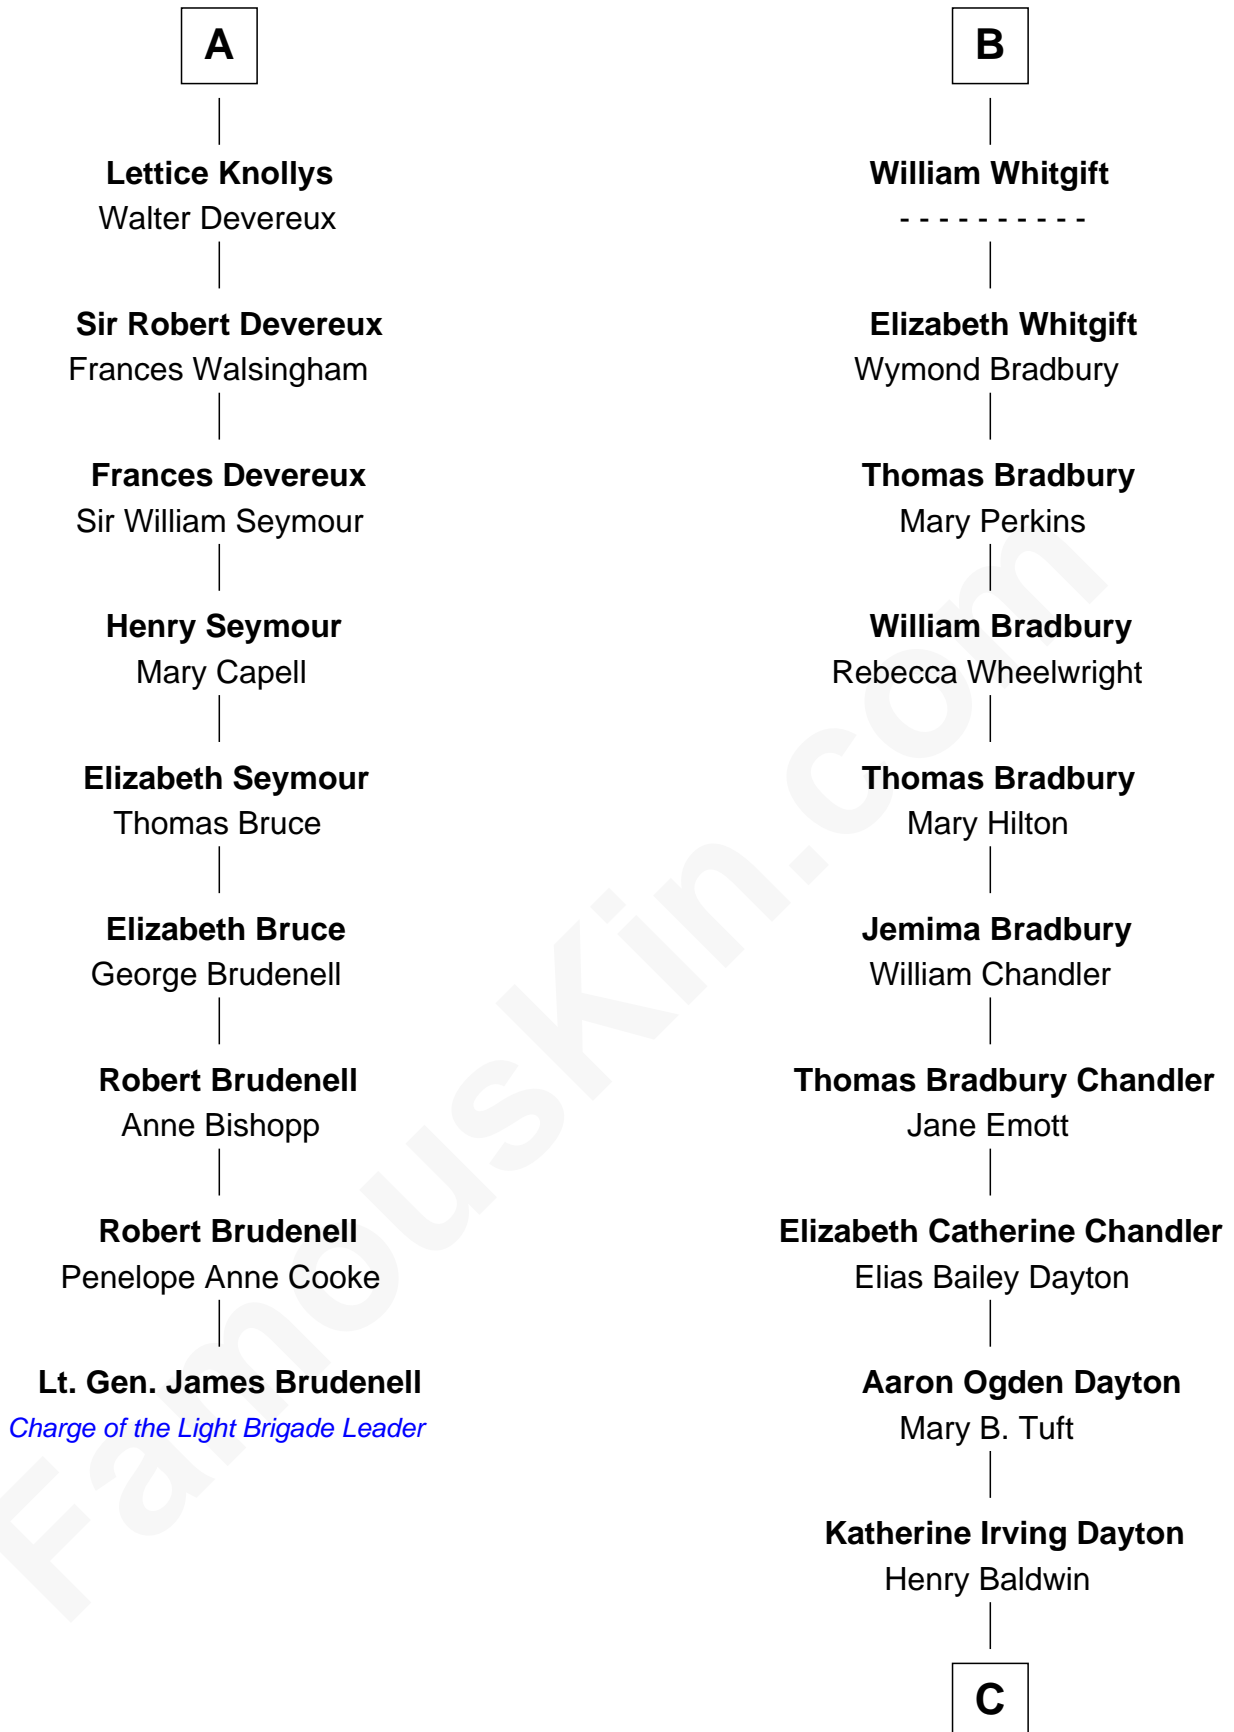 A
Lettice Knollys
Walter Devereux
Sir Robert Devereux
Frances Walsingham
Frances Devereux
Sir William Seymour
Henry Seymour
Mary Capell
Elizabeth Seymour
Thomas Bruce
Elizabeth Bruce
George Brudenell
Robert Brudenell
Anne Bishopp
Robert Brudenell
Penelope Anne Cooke
Lt. Gen. James Brudenell
Charge of the Light Brigade Leader
B
William Whitgift
- - - - - - - - - -
Elizabeth Whitgift
Wymond Bradbury
Thomas Bradbury
Mary Perkins
William Bradbury
Rebecca Wheelwright
Thomas Bradbury
Mary Hilton
Jemima Bradbury
William Chandler
Thomas Bradbury Chandler
Jane Emott
Elizabeth Catherine Chandler
Elias Bailey Dayton
Aaron Ogden Dayton
Mary B. Tuft
Katherine Irving Dayton
Henry Baldwin
C
FamousKin.com